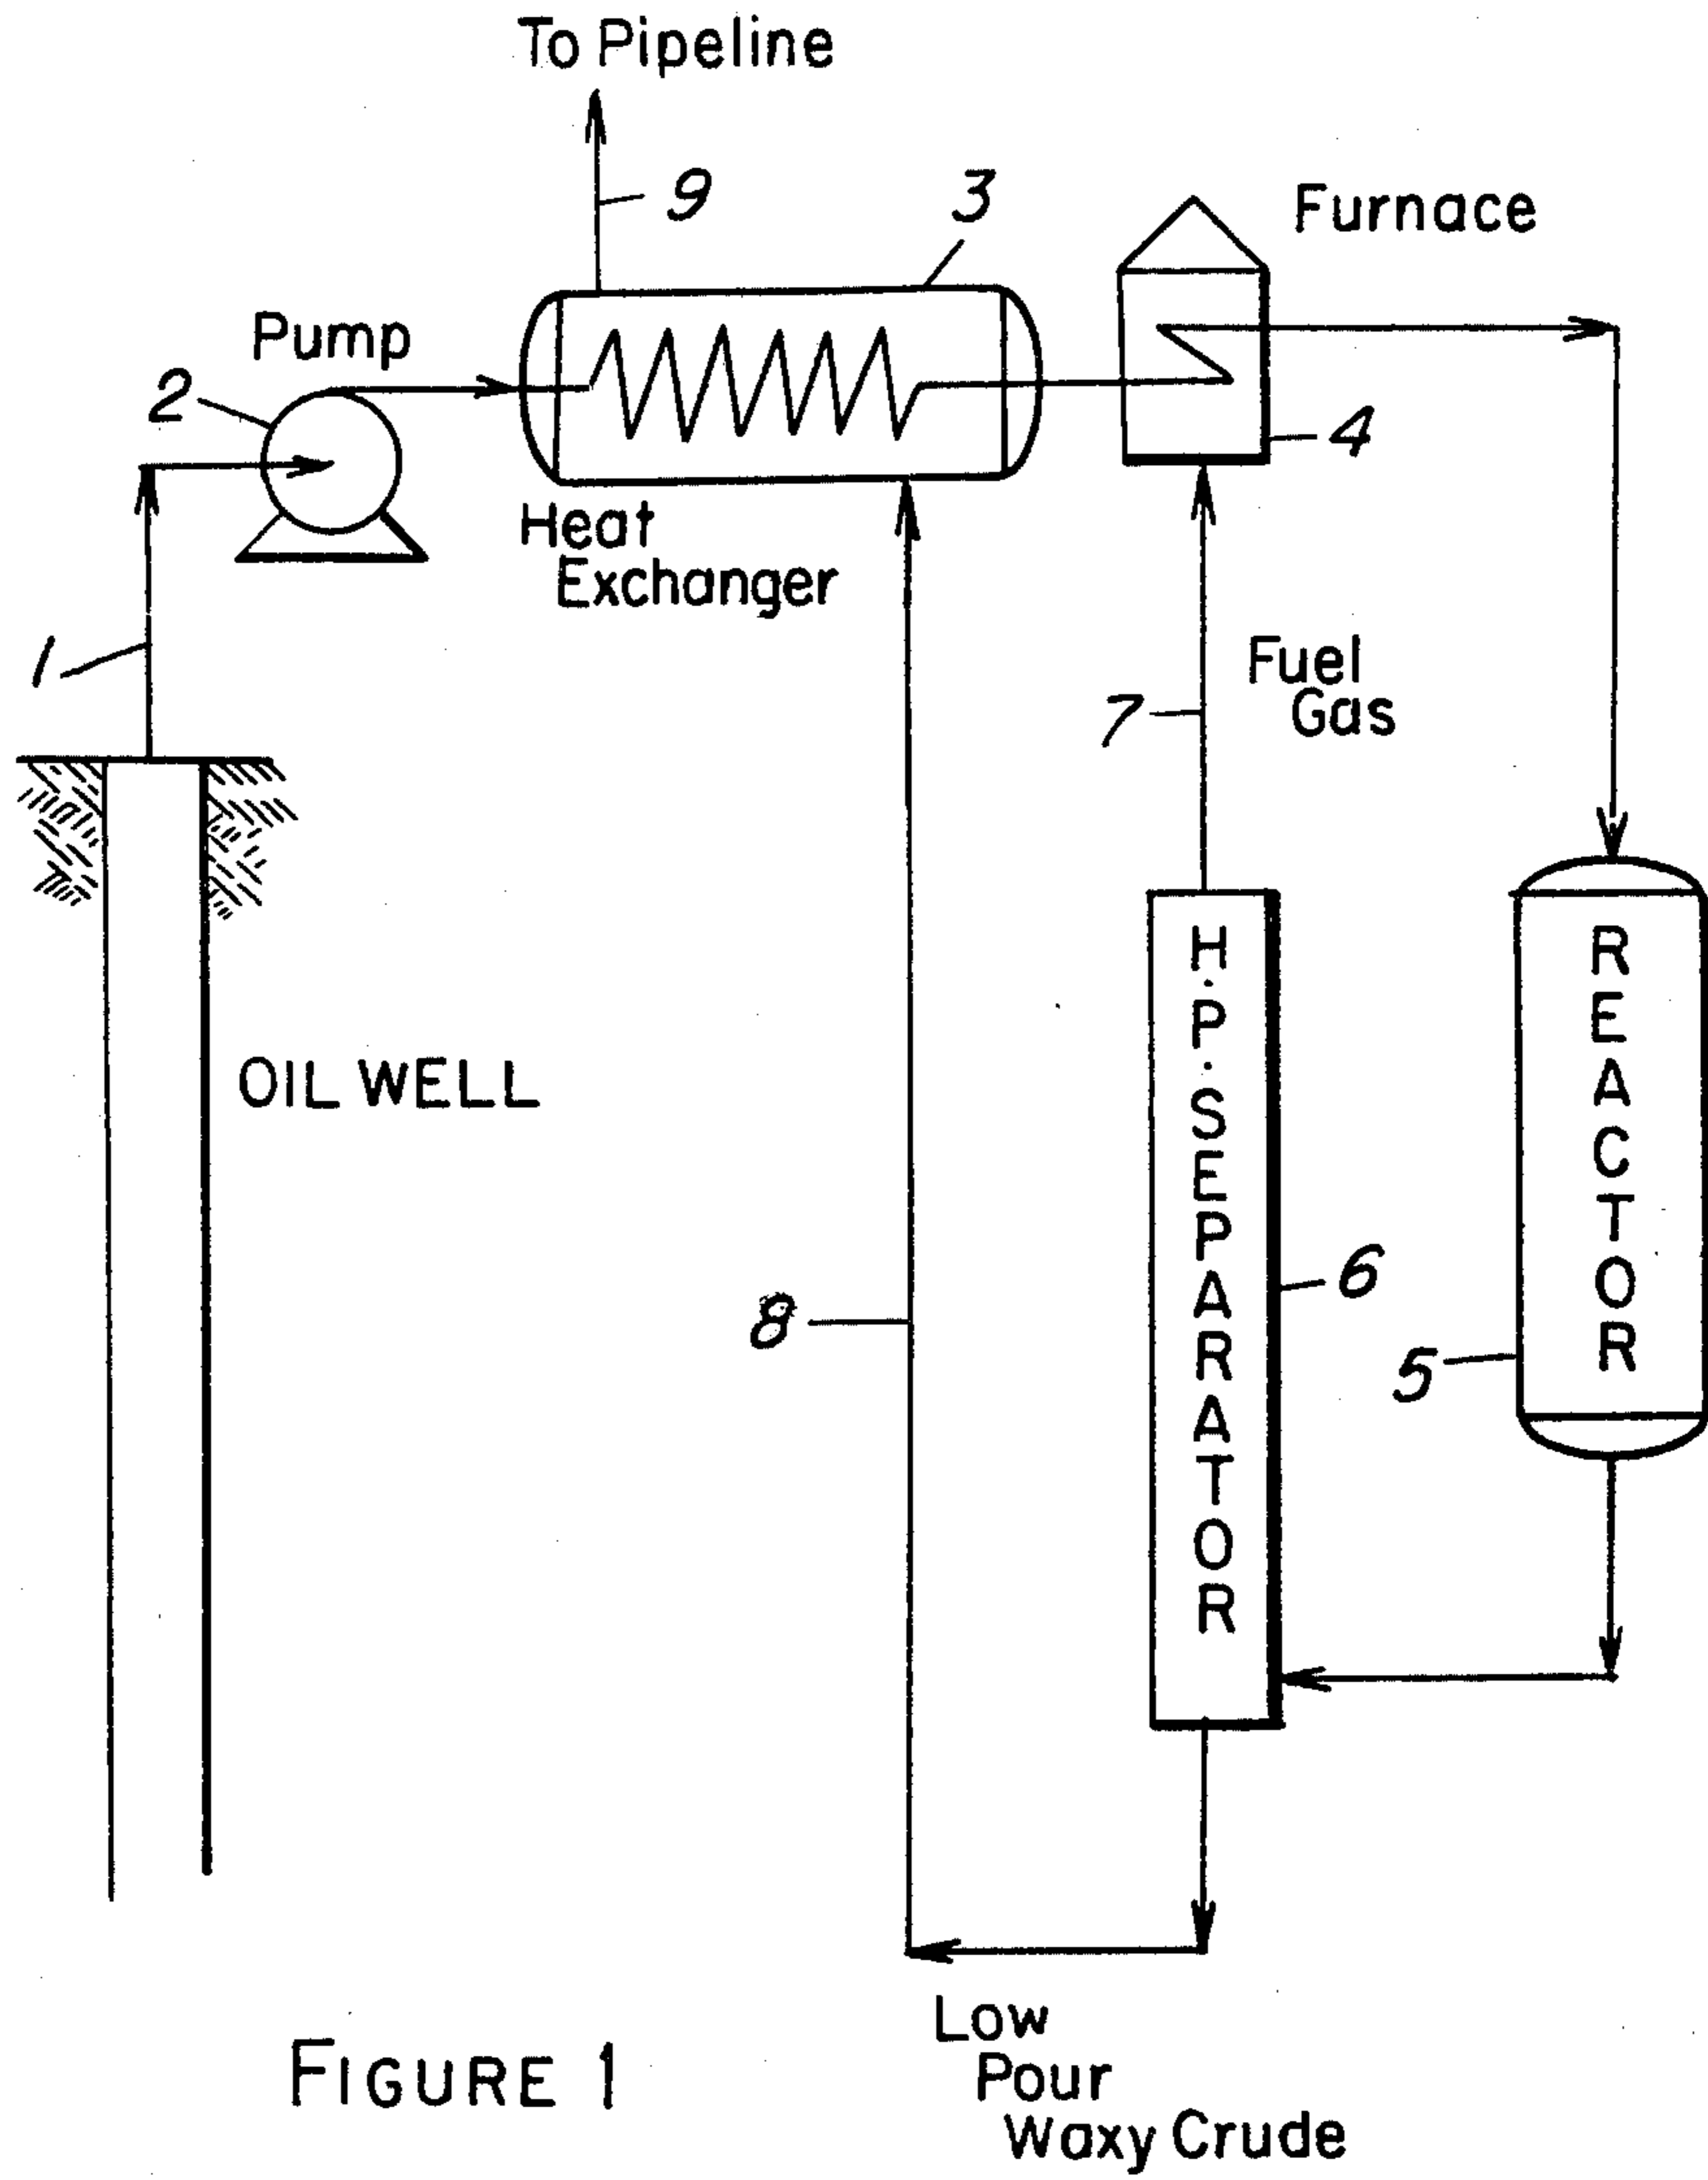 To Pipeline
9
3
Furnace
Pump
2
4
Heat
Exchanger
1
Fuel
Gas
7
OIL WELL
H.P. SEPARATOR
REACTOR
6
8
5
Low
Pour
Waxy Crude
FIGURE 1